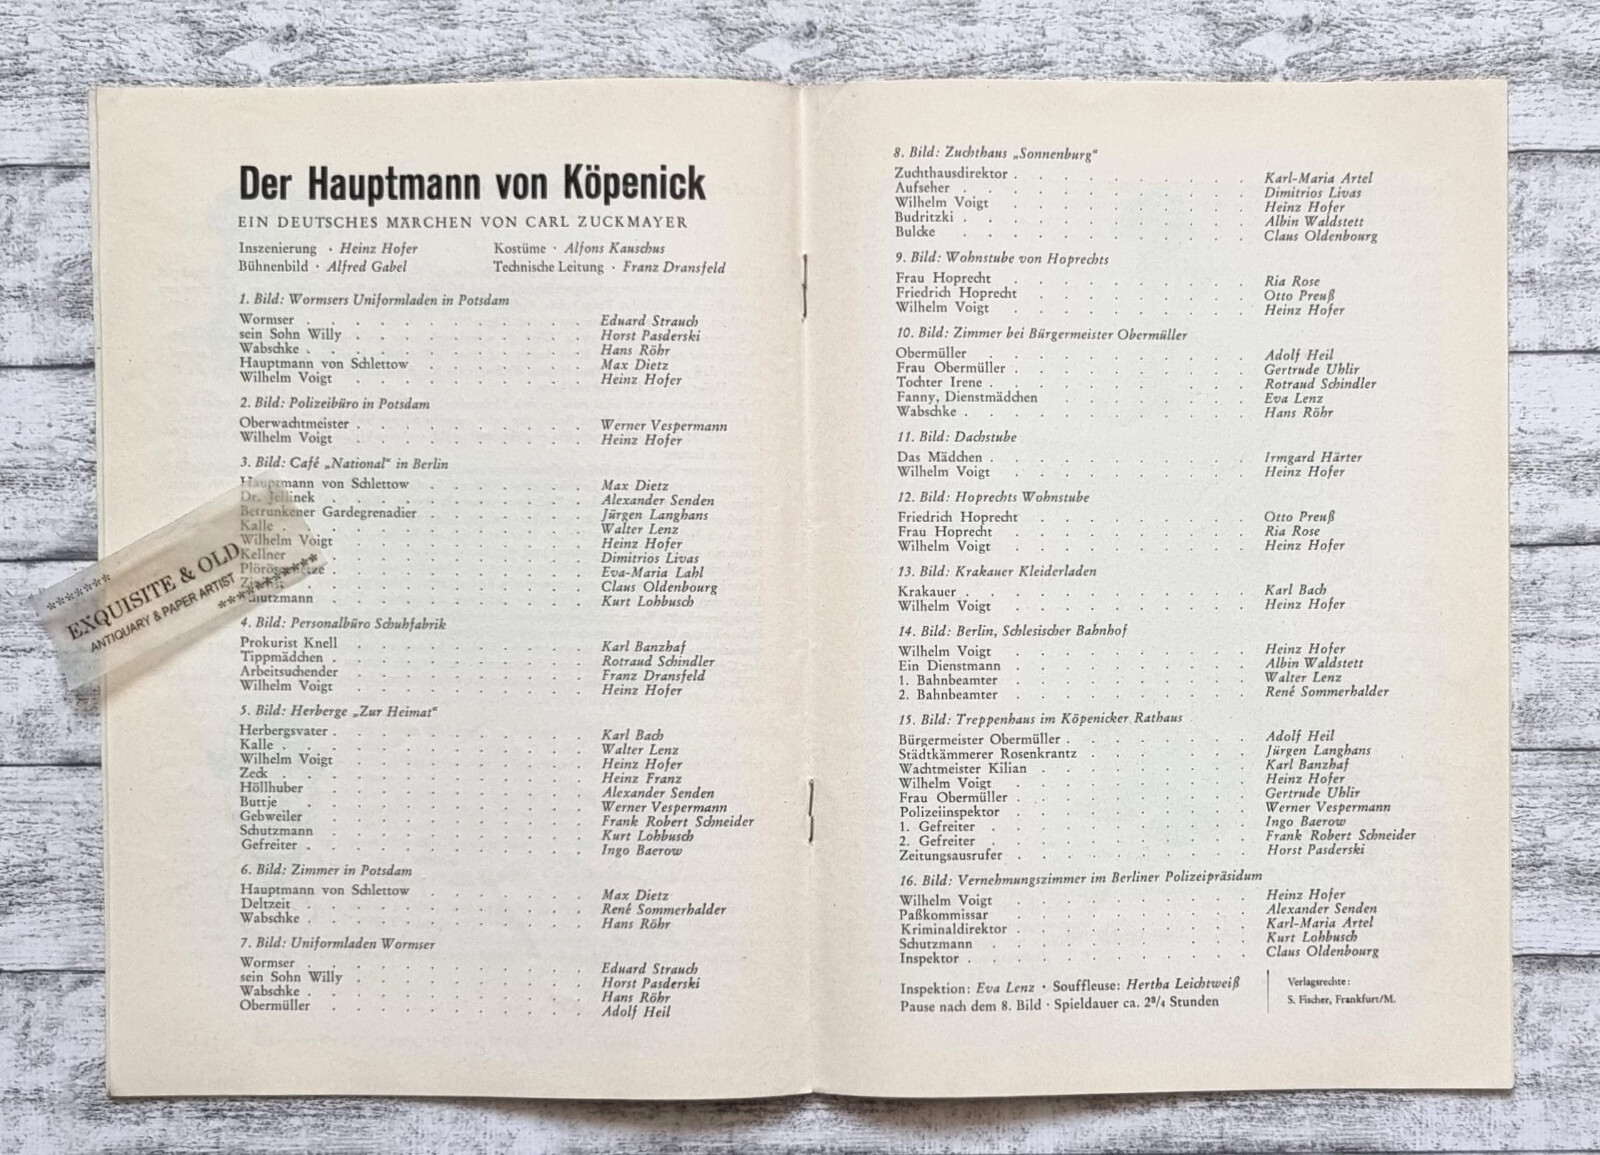 Der Hauptmann von Köpenick
EIN DEUTSCHES MÄRCHEN VON CARL ZUCKMAYER
Inszenierung · Heinz Hofer Kostüme · Alfons Kauschus
Bühnenbild · Alfred Gabel Technische Leitung · Franz Dransfeld
1. Bild: Wormsers Uniformladen in Potsdam
Wormser . . . . . . . . . . . . Eduard Strauch
sein Sohn Willy . . . . . . . . . . Horst Pasderski
Wabschke . . . . . . . . . . . . Hans Röhr
Hauptmann von Schlettow . . . . . . . Max Dietz
Wilhelm Voigt . . . . . . . . . . . Heinz Hofer
2. Bild: Polizeibüro in Potsdam
Oberwachtmeister . . . . . . . . . . Werner Vespermann
Wilhelm Voigt . . . . . . . . . . . Heinz Hofer
3. Bild: Café „National“ in Berlin
Hauptmann von Schlettow . . . . . . . Max Dietz
Dr. Jellinek . . . . . . . . . . . Alexander Senden
Betrunkener Gardegrenadier . . . . . . . Jürgen Langhans
Kalle . . . . . . . . . . . . . Walter Lenz
Wilhelm Voigt . . . . . . . . . . . Heinz Hofer
Kellner . . . . . . . . . . . Dimitrios Livas
. . . . . . . . . . . Eva-Maria Lahl
. . . . . . . . . . . Claus Oldenbourg
Schutzmann . . . . . . . . . . . Kurt Lohbusch
4. Bild: Personalbüro Schuhfabrik
Prokurist Knell . . . . . . . . . . Karl Banzhaf
Tippmädchen . . . . . . . . . . . Rotraud Schindler
Arbeitsuchender . . . . . . . . . . Franz Dransfeld
Wilhelm Voigt . . . . . . . . . . . Heinz Hofer
5. Bild: Herberge „Zur Heimat“
Herbergsvater . . . . . . . . . . . Karl Bach
Kalle . . . . . . . . . . . . . Walter Lenz
Wilhelm Voigt . . . . . . . . . . . Heinz Hofer
Zeck . . . . . . . . . . . . . Heinz Franz
Höllhuber . . . . . . . . . . . . Alexander Senden
Buttje . . . . . . . . . . . . Werner Vespermann
Gebweiler . . . . . . . . . . . . Frank Robert Schneider
Schutzmann . . . . . . . . . . . . Kurt Lohbusch
Gefreiter . . . . . . . . . . . . Ingo Baerow
6. Bild: Zimmer in Potsdam
Hauptmann von Schlettow . . . . . . . Max Dietz
Deltzeit . . . . . . . . . . . . René Sommerhalder
Wabschke . . . . . . . . . . . . Hans Röhr
7. Bild: Uniformladen Wormser
Wormser . . . . . . . . . . . . Eduard Strauch
sein Sohn Willy . . . . . . . . . . Horst Pasderski
Wabschke . . . . . . . . . . . . Hans Röhr
Obermüller . . . . . . . . . . . Adolf Heil
EXQUISITE & OLD
ANTIQUARY & PAPER ARTIST
8. Bild: Zuchthaus „Sonnenburg“
Zuchthausdirektor . . . . . . . . . . Karl-Maria Artel
Aufseher . . . . . . . . . . . . Dimitrios Livas
Wilhelm Voigt . . . . . . . . . . Heinz Hofer
Budritzki . . . . . . . . . . . . Albin Waldstett
Bulcke . . . . . . . . . . . . Claus Oldenbourg
9. Bild: Wohnstube von Hoprechts
Frau Hoprecht . . . . . . . . . . Ria Rose
Friedrich Hoprecht . . . . . . . . . Otto Preuß
Wilhelm Voigt . . . . . . . . . . Heinz Hofer
10. Bild: Zimmer bei Bürgermeister Obermüller
Obermüller . . . . . . . . . . . Adolf Heil
Frau Obermüller . . . . . . . . . . Gertrude Uhlir
Tochter Irene . . . . . . . . . . . Rotraud Schindler
Fanny, Dienstmädchen . . . . . . . . Eva Lenz
Wabschke . . . . . . . . . . . . Hans Röhr
11. Bild: Dachstube
Das Mädchen . . . . . . . . . . . Irmgard Härter
Wilhelm Voigt . . . . . . . . . . Heinz Hofer
12. Bild: Hoprechts Wohnstube
Friedrich Hoprecht . . . . . . . . . Otto Preuß
Frau Hoprecht . . . . . . . . . . Ria Rose
Wilhelm Voigt . . . . . . . . . . Heinz Hofer
13. Bild: Krakauer Kleiderladen
Krakauer . . . . . . . . . . . . Karl Bach
Wilhelm Voigt . . . . . . . . . . Heinz Hofer
14. Bild: Berlin, Schlesischer Bahnhof
Wilhelm Voigt . . . . . . . . . . Heinz Hofer
Ein Dienstmann . . . . . . . . . . Albin Waldstett
1. Bahnbeamter . . . . . . . . . . Walter Lenz
2. Bahnbeamter . . . . . . . . . . René Sommerhalder
15. Bild: Treppenhaus im Köpenicker Rathaus
Bürgermeister Obermüller . . . . . . . . Adolf Heil
Städtkämmerer Rosenkrantz . . . . . . . Jürgen Langhans
Wachtmeister Kilian . . . . . . . . . Karl Banzhaf
Wilhelm Voigt . . . . . . . . . . Heinz Hofer
Frau Obermüller . . . . . . . . . . Gertrude Uhlir
Polizeiinspektor . . . . . . . . . . Werner Vespermann
1. Gefreiter . . . . . . . . . . . Ingo Baerow
2. Gefreiter . . . . . . . . . . . Frank Robert Schneider
Zeitungsausrufer . . . . . . . . . . Horst Pasderski
16. Bild: Vernehmungszimmer im Berliner Polizeipräsidum
Wilhelm Voigt . . . . . . . . . . Heinz Hofer
Paßkommissar . . . . . . . . . . Alexander Senden
Kriminaldirektor . . . . . . . . . . Karl-Maria Artel
Schutzmann . . . . . . . . . . . Kurt Lohbusch
Inspektor . . . . . . . . . . . . Claus Oldenbourg
Inspektion: Eva Lenz · Souffleuse: Hertha Leichtweiß
Pause nach dem 8. Bild · Spieldauer ca. 2³/₄ Stunden
Verlagsrechte:
S. Fischer, Frankfurt/M.